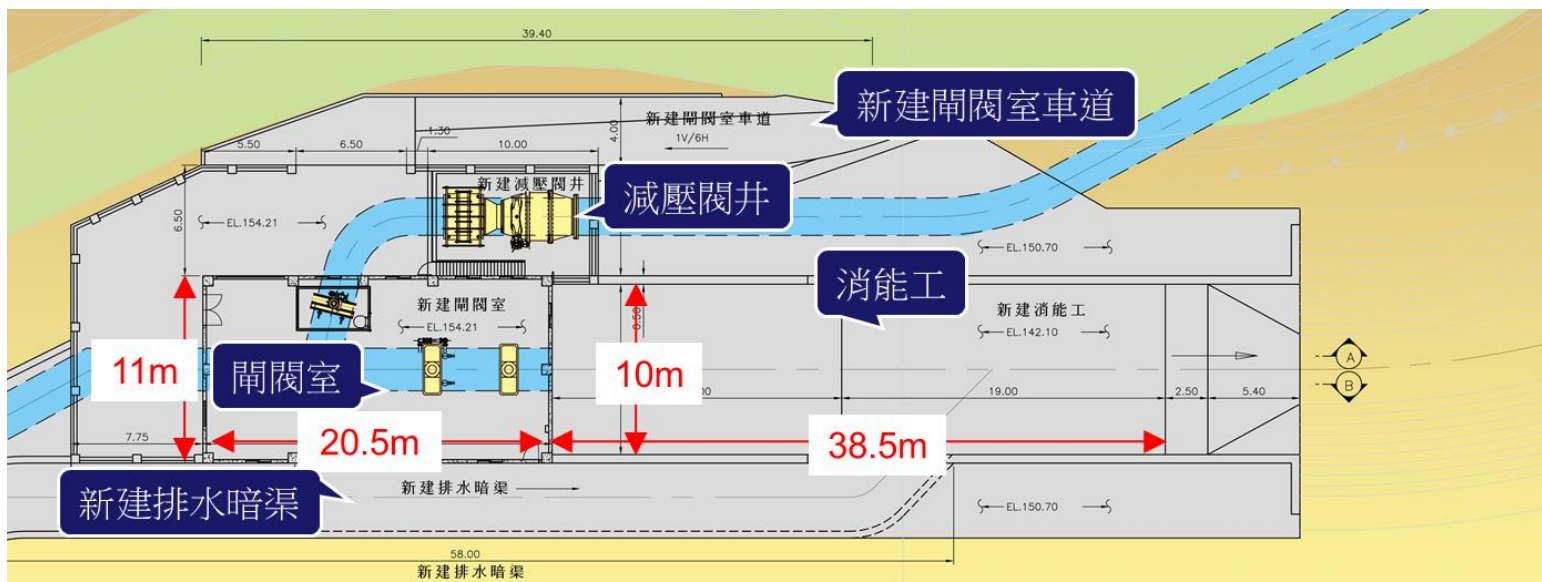 39.40
新建閘閥室車道
新建閘閥室車道
1V/6H
1.30
4.00
5.50
6.50
10.00
新建減壓閥井
減壓閥井
6.50
EL.154.21
EL.150.70
消能工
新建閘閥室
EL.154.21
新建消能工
EL.142.10
11m
閘閥室
10m
A
B
19.00
2.50
5.40
7.75
20.5m
38.5m
新建排水暗渠
新建排水暗渠
EL.150.70
58.00
新建排水暗渠